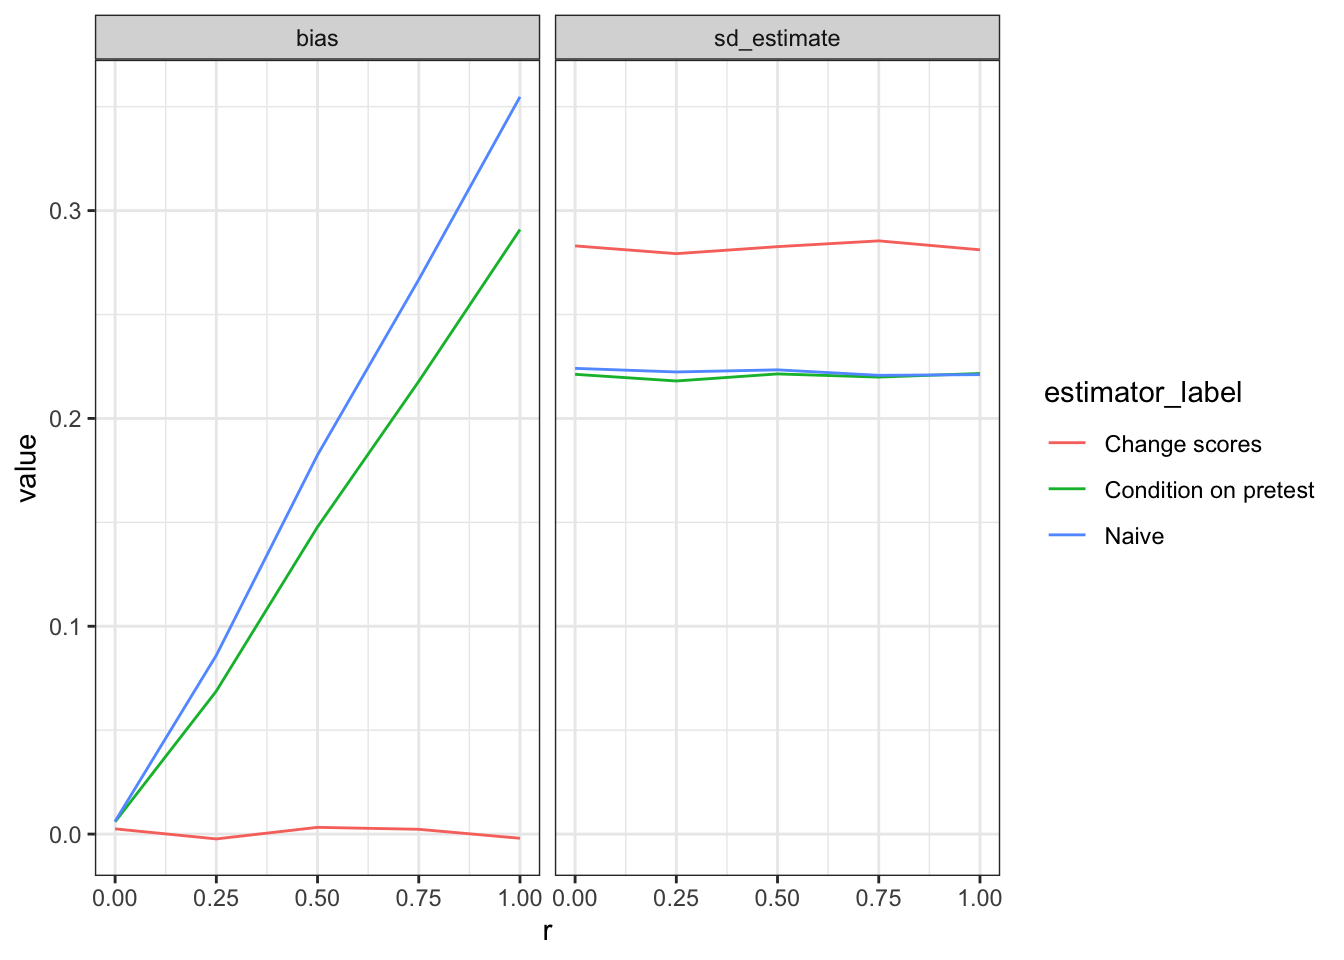 bias
sd_estimate
value
0.3
0.2
0.1
0.0
0.00 0.25 0.50 0.75 1.00 0.00 0.25 0.50 0.75 1.00
r
estimator_label
Change scores
Condition on pretest
Naive